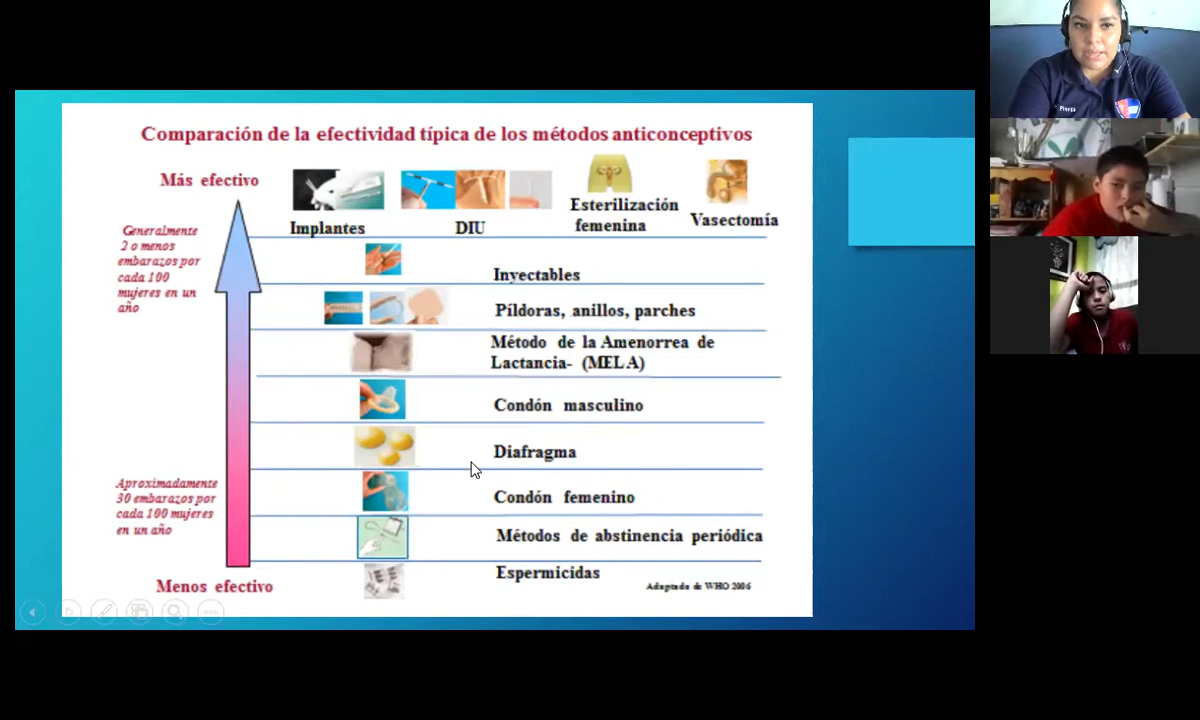 Comparación de la efectividad típica de los métodos anticonceptivos
Más efectivo
Generalmente
2 o menos
embarazos por
cada 100
mujeres en un
año
Implantes
DIU
Esterilización
femenina
Vasectomía
Inyectables
Píldoras, anillos, parches
Método de la Amenorrea de
Lactancia- (MELA)
Condón masculino
Diafragma
Condón femenino
Métodos de abstinencia periódica
Espermicidas
Aproximadamente
30 embarazos por
cada 100 mujeres
en un año
Menos efectivo
Adaptado de WHO 2006
Pineda